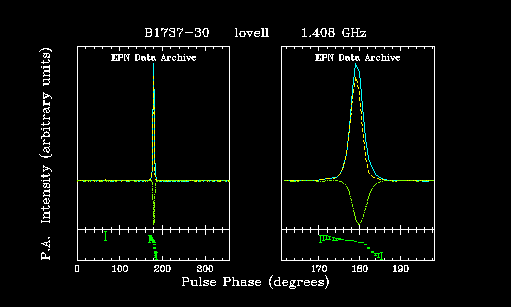 B1737-30 lovell 1.408 GHz
EPN Data Archive EPN Data Archive
P.A. Intensity (arbitrary units)
0 100 200 300 170 180 190
Pulse Phase (degrees)